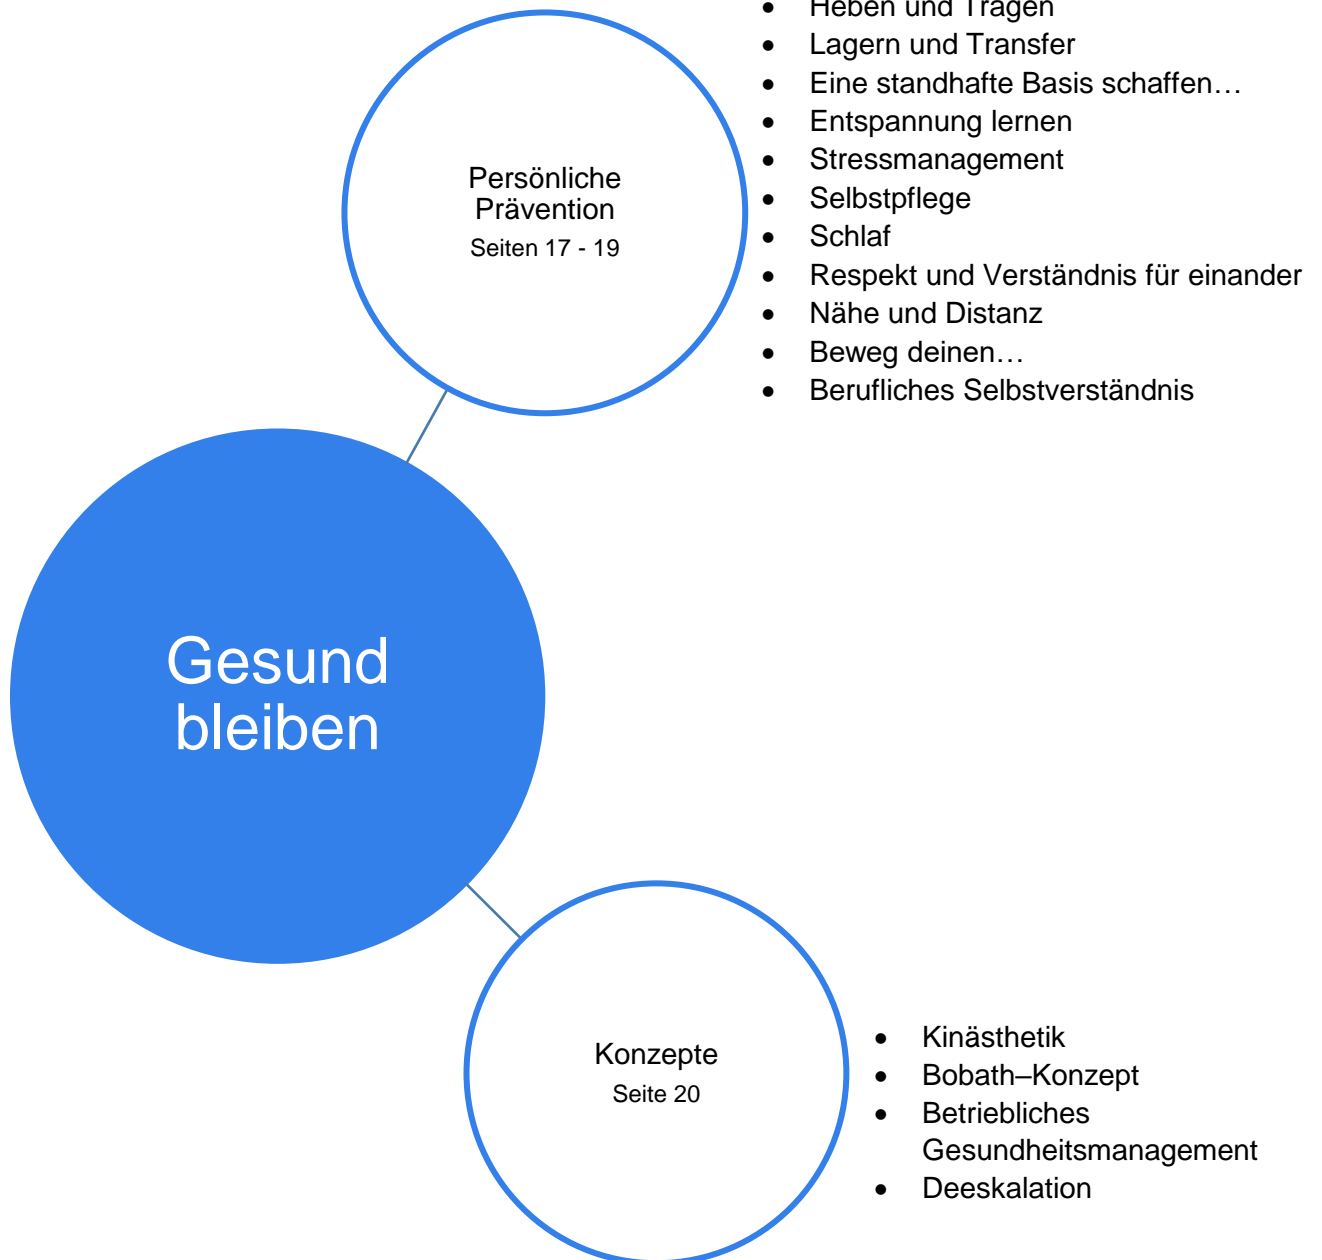 Heben und Tragen
• Lagern und Transfer
• Eine standhafte Basis schaffen…
• Entspannung lernen
• Stressmanagement
• Selbstpflege
• Schlaf
• Respekt und Verständnis für einander
• Nähe und Distanz
• Beweg deinen…
• Berufliches Selbstverständnis
Persönliche
Prävention
Seiten 17 - 19
Gesund
bleiben
Konzepte
Seite 20
• Kinästhetik
• Bobath–Konzept
• Betriebliches
Gesundheitsmanagement
• Deeskalation